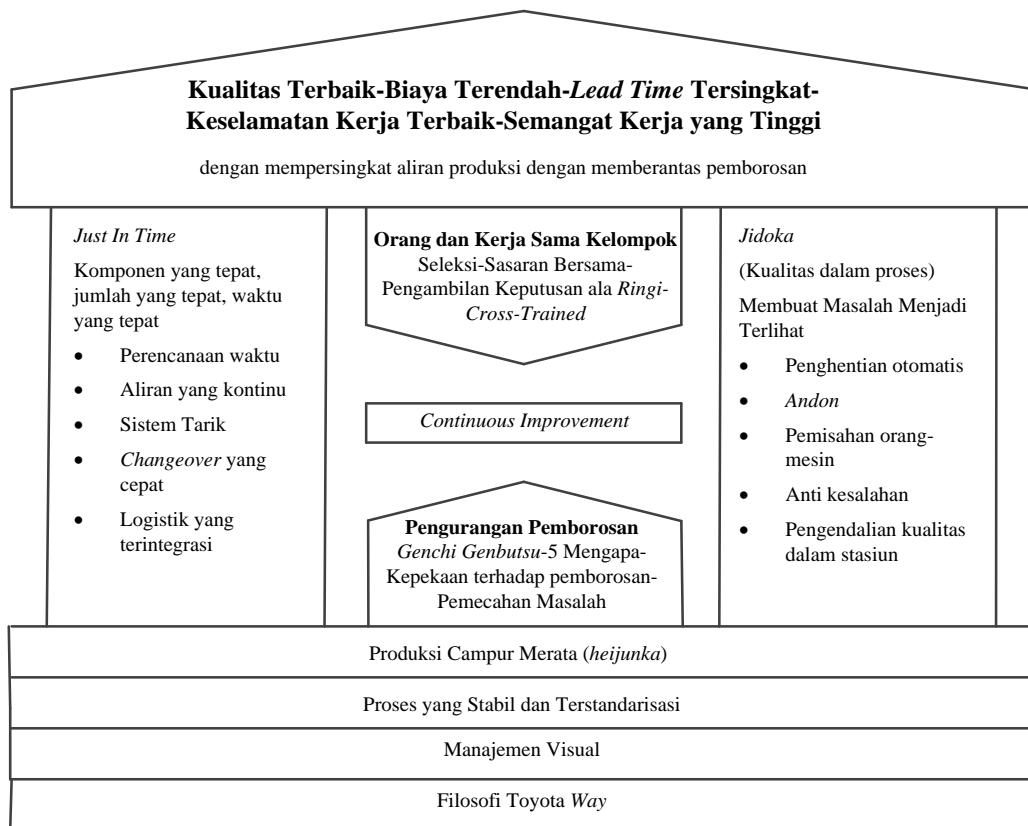 Kualitas Terbaik-Biaya Terendah-Lead Time Tersingkat-
Keselamatan Kerja Terbaik-Semangat Kerja yang Tinggi
dengan mempersingkat aliran produksi dengan memberantas pemborosan
Just In Time
Komponen yang tepat,
jumlah yang tepat, waktu
yang tepat
• Perencanaan waktu
• Aliran yang kontinu
• Sistem Tarik
• Changeover yang
cepat
• Logistik yang
terintegrasi
Orang dan Kerja Sama Kelompok
Seleksi-Sasaran Bersama-
Pengambilan Keputusan ala Ringi-
Cross-Trained
Continuous Improvement
Pengurangan Pemborosan
Genchi Genbutsu-5 Mengapa-
Kepekaan terhadap pemborosan-
Pemecahan Masalah
Jidoka
(Kualitas dalam proses)
Membuat Masalah Menjadi
Terlihat
• Penghentian otomatis
• Andon
• Pemisahan orang-
mesin
• Anti kesalahan
• Pengendalian kualitas
dalam stasiun
Produksi Campur Merata (heijunka)
Proses yang Stabil dan Terstandarisasi
Manajemen Visual
Filosofi Toyota Way